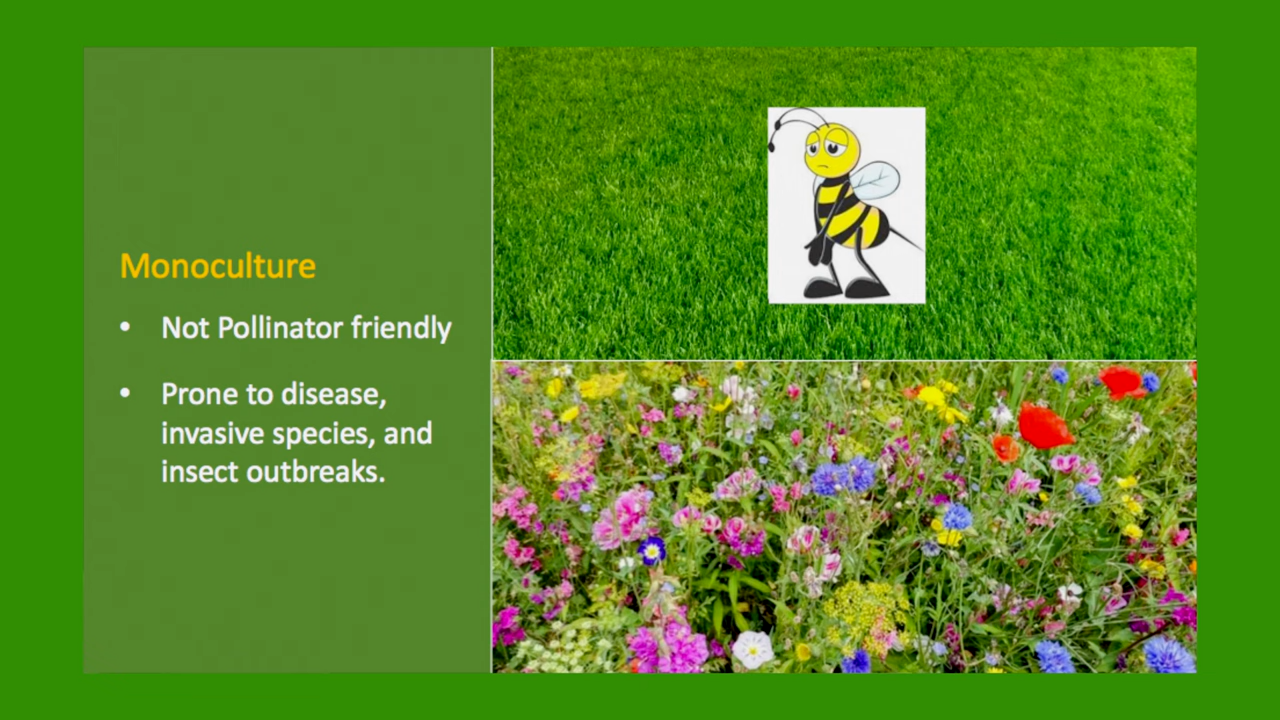 Monoculture
• Not Pollinator friendly
• Prone to disease,
invasive species, and
insect outbreaks.